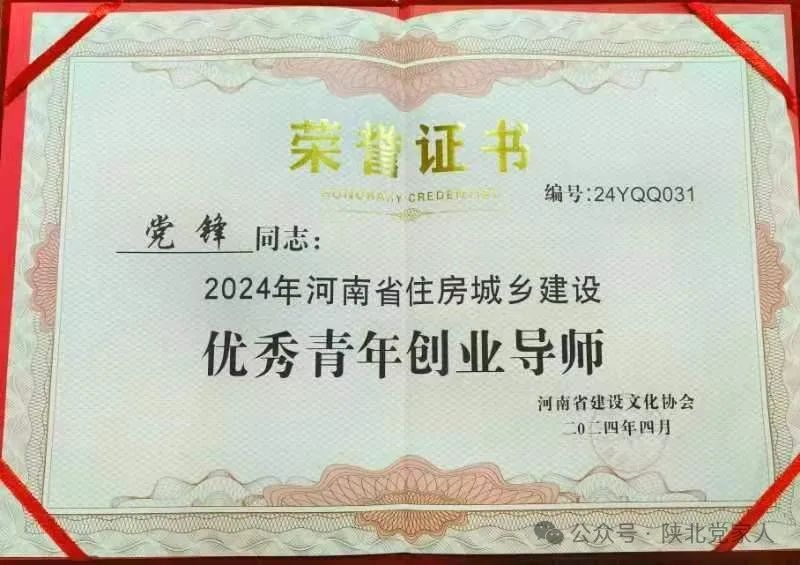 荣誉证书
HONORARY CREDENTIAL
编号:24YQQ031
党锋同志：
2024年河南省住房城乡建设
优秀青年创业导师
河南省建设文化协会
二〇二四年四月
公众号·陕北党家人